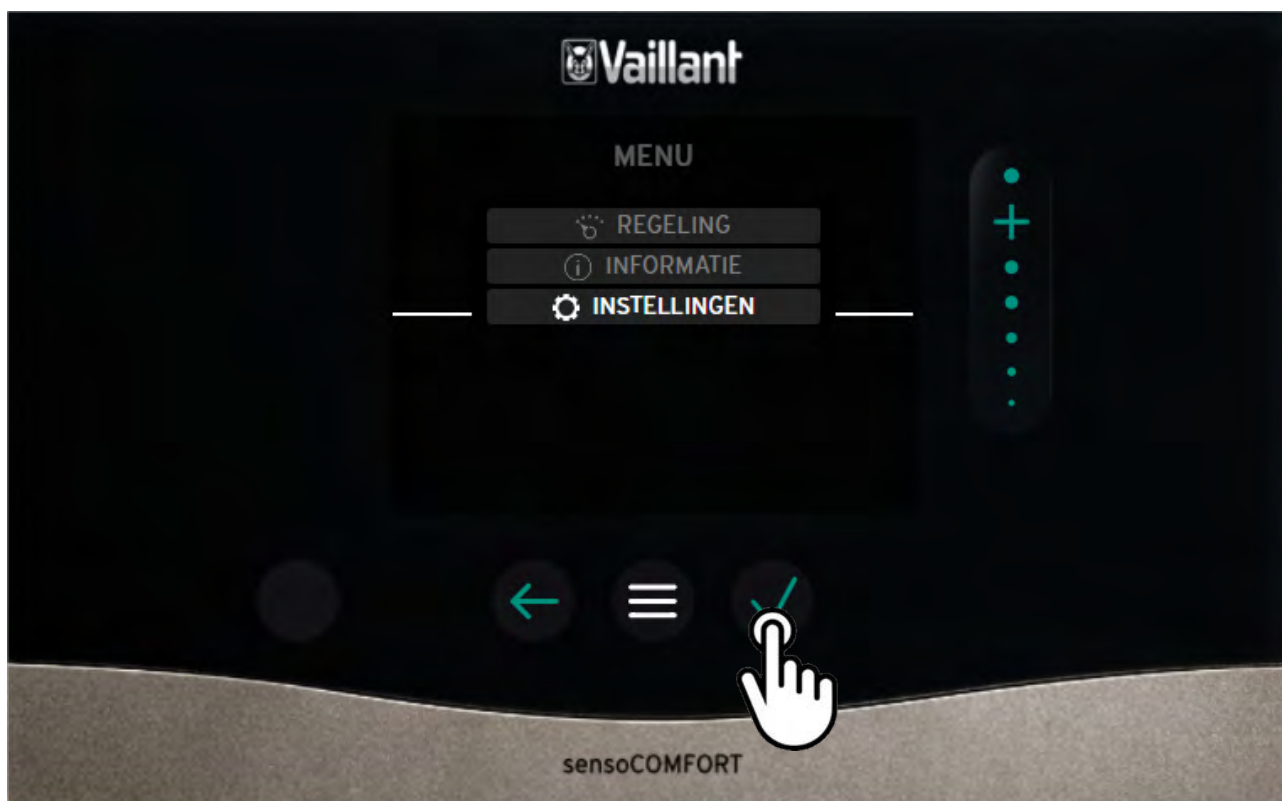 Vaillant
MENU
REGELING
INFORMATIE
INSTELLINGEN
sensoCOMFORT